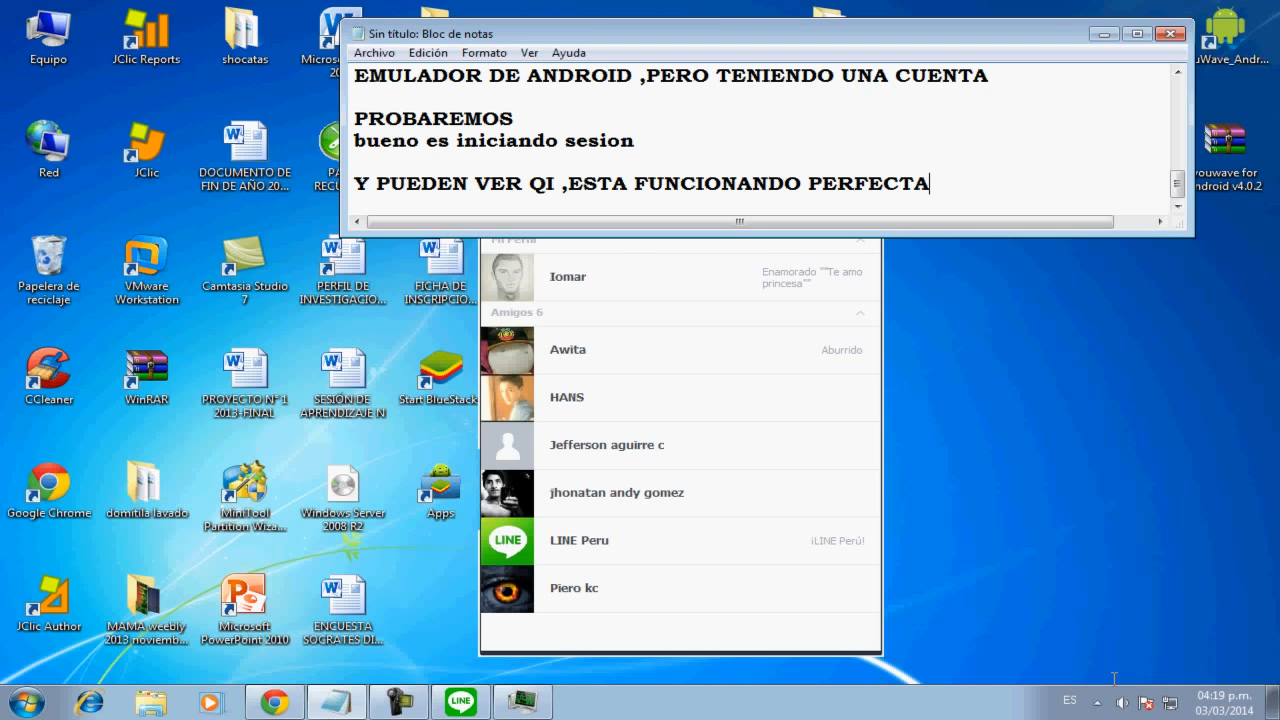 Equipo
JClic Reports
shocatas
Sin título: Bloc de notas
Archivo Edición Formato Ver Ayuda
EMULADOR DE ANDROID ,PERO TENIENDO UNA CUENTA
PROBAREMOS
bueno es iniciando sesion
Y PUEDEN VER QI ,ESTA FUNCIONANDO PERFECTA
Red
JClic
DOCUMENTO DE
FIN DE AÑO 20...
Papelera de
reciclaje
VMware
Workstation
Camtasia Studio
7
PERFIL DE
INVESTIGACIO...
FICHA DE
INSCRIPCIO...
CCleaner
WinRAR
PROYECTO N° 1
2013-FINAL
SESIÓN DE
APRENDIZAJE N
Start BlueStack
Google Chrome
domitila lavado
MiniTool
Partition Wiza...
Windows Server
2008 R2
Apps
JClic Author
MAMA weebly
2013 noviemb...
Microsoft
PowerPoint 2010
ENCUESTA
SOCRATES DI...
Mi Perfil
Iomar
Enamorado ""Te amo
princesa""
Amigos 6
Awita
Aburrido
HANS
Jefferson aguirre c
jhonatan andy gomez
LINE
LINE Peru
¡LINE Perú!
Piero kc
youwave for
ndroid v4.0.2
LINE
ES
04:19 p.m.
03/03/2014